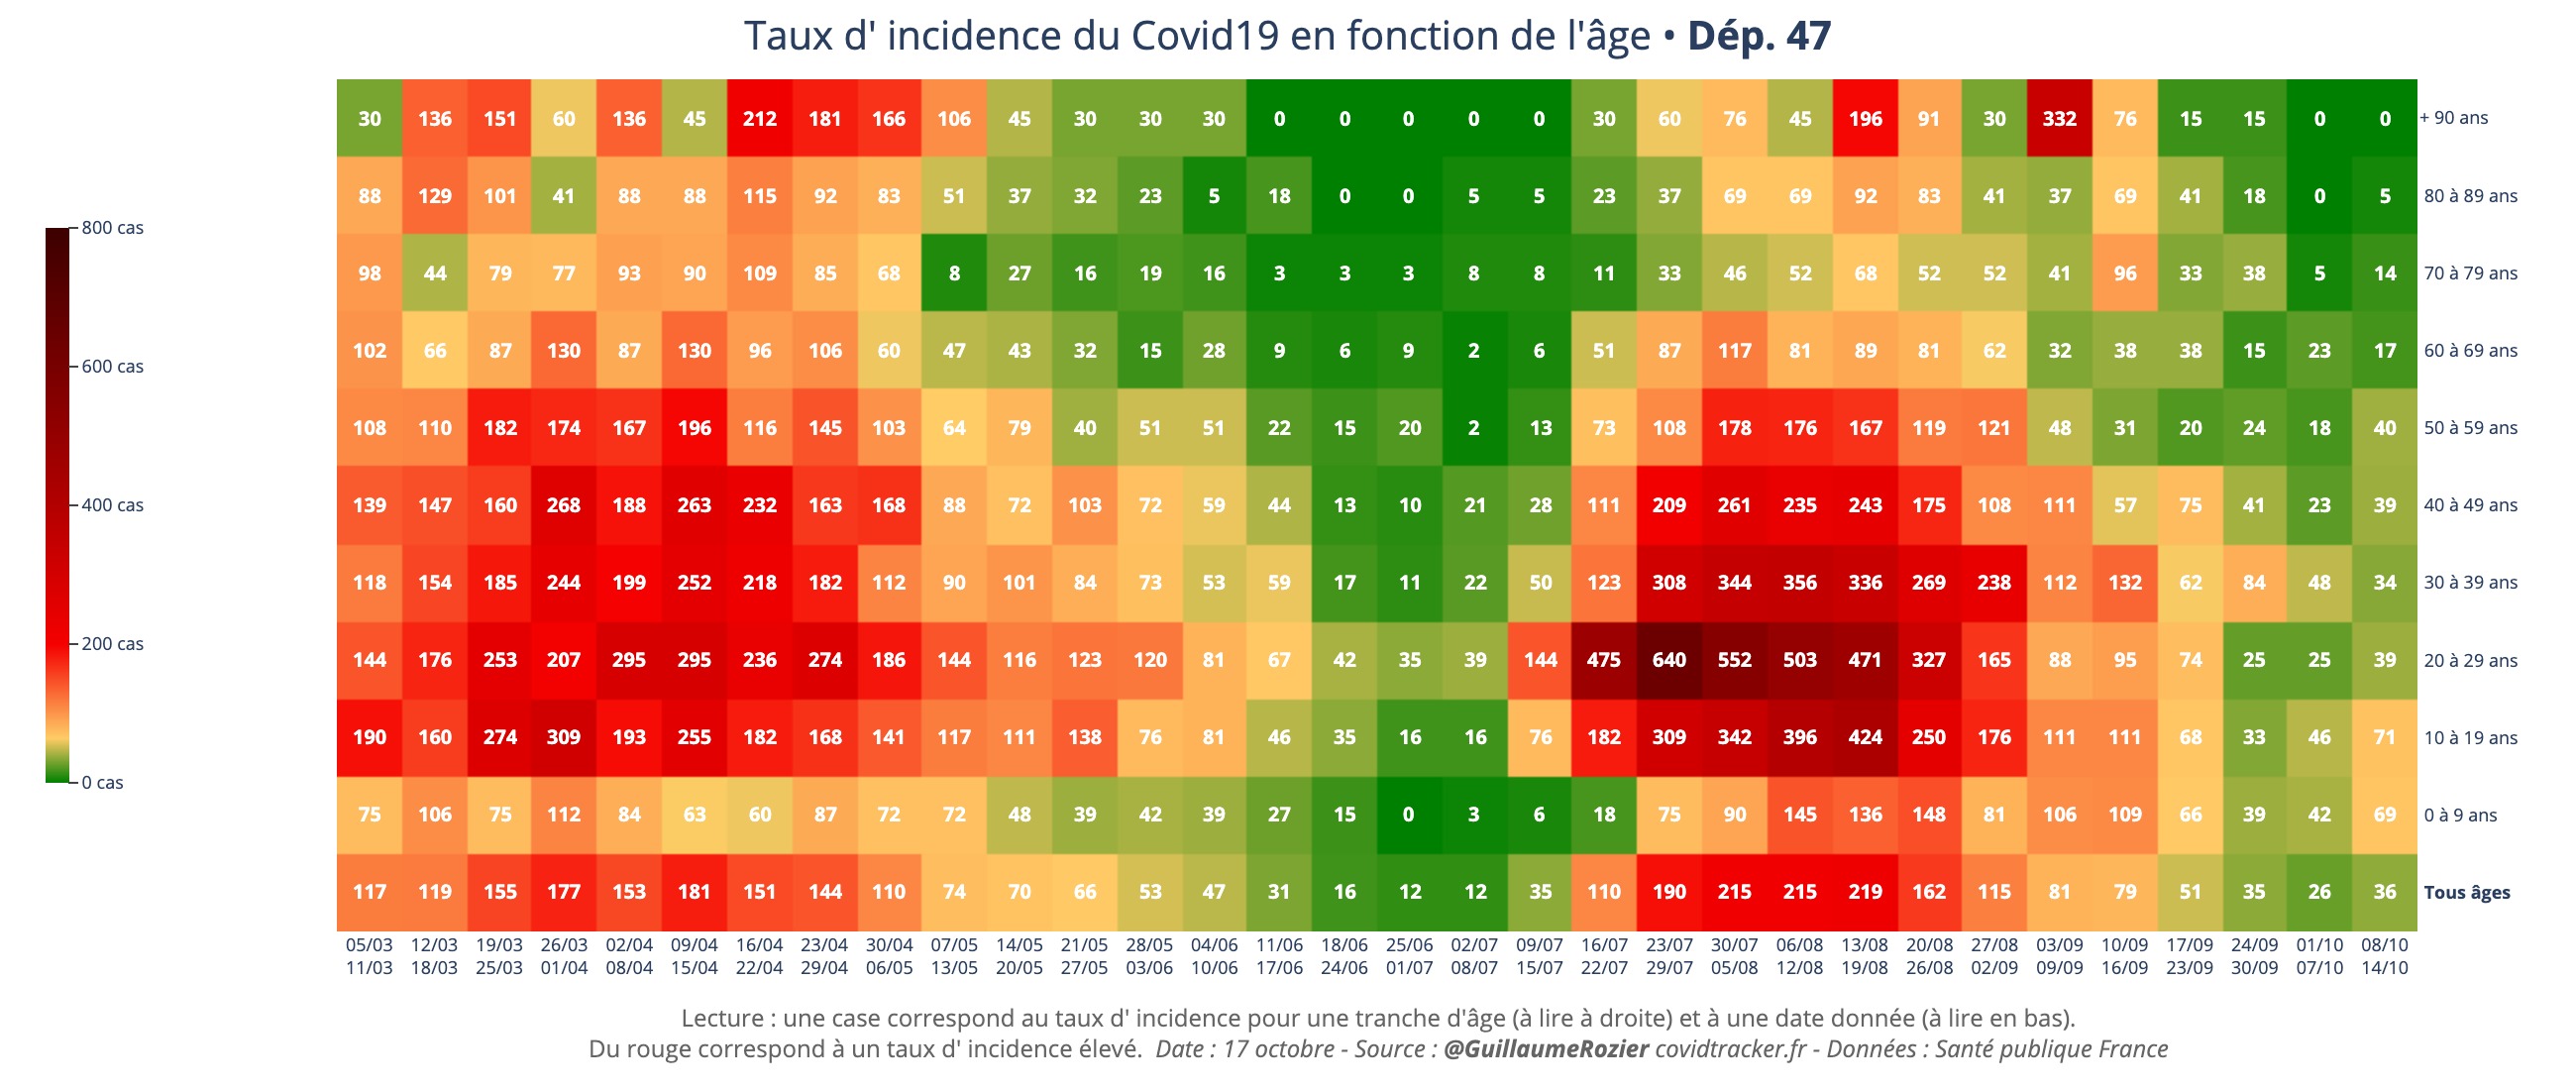 Taux d' incidence du Covid19 en fonction de l'âge • Dép. 47
800 cas
600 cas
400 cas
200 cas
0 cas
30 136 151 60 136 45 212 181 166 106 45 30 30 30 0 0 0 0 0 30 60 76 45 196 91 30 332 76 15 15 0 0 + 90 ans
88 129 101 41 88 88 115 92 83 51 37 32 23 5 18 0 0 5 5 23 37 69 69 92 83 41 37 69 41 18 0 5 80 à 89 ans
98 44 79 77 93 90 109 85 68 8 27 16 19 16 3 3 3 8 8 11 33 46 52 68 52 52 41 96 33 38 5 14 70 à 79 ans
102 66 87 130 87 130 96 106 60 47 43 32 15 28 9 6 9 2 6 51 87 117 81 89 81 62 32 38 38 15 23 17 60 à 69 ans
108 110 182 174 167 196 116 145 103 64 79 40 51 51 22 15 20 2 13 73 108 178 176 167 119 121 48 31 20 24 18 40 50 à 59 ans
139 147 160 268 188 263 232 163 168 88 72 103 72 59 44 13 10 21 28 111 209 261 235 243 175 108 111 57 75 41 23 39 40 à 49 ans
118 154 185 244 199 252 218 182 112 90 101 84 73 53 59 17 11 22 50 123 308 344 356 336 269 238 112 132 62 84 48 34 30 à 39 ans
144 176 253 207 295 295 236 274 186 144 116 123 120 81 67 42 35 39 144 475 640 552 503 471 327 165 88 95 74 25 25 39 20 à 29 ans
190 160 274 309 193 255 182 168 141 117 111 138 76 81 46 35 16 16 76 182 309 342 396 424 250 176 111 111 68 33 46 71 10 à 19 ans
75 106 75 112 84 63 60 87 72 72 48 39 42 39 27 15 0 3 6 18 75 90 145 136 148 81 106 109 66 39 42 69 0 à 9 ans
117 119 155 177 153 181 151 144 110 74 70 66 53 47 31 16 12 12 35 110 190 215 215 219 162 115 81 79 51 35 26 36 Tous âges
05/03 12/03 19/03 26/03 02/04 09/04 16/04 23/04 30/04 07/05 14/05 21/05 28/05 04/06 11/06 18/06 25/06 02/07 09/07 16/07 23/07 30/07 06/08 13/08 20/08 27/08 03/09 10/09 17/09 24/09 01/10 08/10
11/03 18/03 25/03 01/04 08/04 15/04 22/04 29/04 06/05 13/05 20/05 27/05 03/06 10/06 17/06 24/06 01/07 08/07 15/07 22/07 29/07 05/08 12/08 19/08 26/08 02/09 09/09 16/09 23/09 30/09 07/10 14/10
Lecture : une case correspond au taux d' incidence pour une tranche d'âge (à lire à droite) et à une date donnée (à lire en bas).
Du rouge correspond à un taux d' incidence élevé. Date : 17 octobre - Source : @GuillaumeRozier covidtracker.fr - Données : Santé publique France